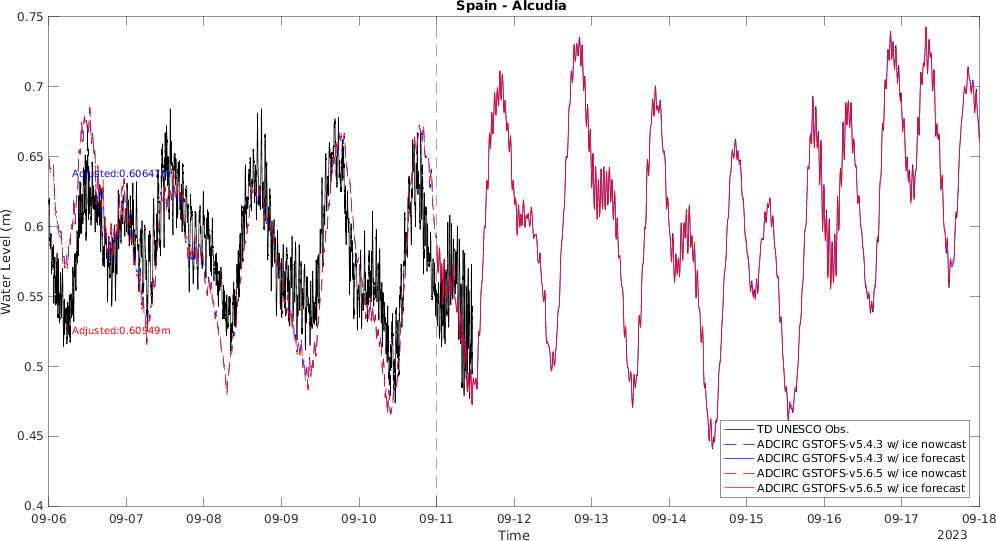 Spain - Alcudia
0.75
0.7
0.65
0.6
0.55
0.5
0.45
0.4
Water Level (m)
Adjusted:0.60647m
Adjusted:0.60949m
TD UNESCO Obs.
ADCIRC GSTOFS-v5.4.3 w/ ice nowcast
ADCIRC GSTOFS-v5.4.3 w/ ice forecast
ADCIRC GSTOFS-v5.6.5 w/ ice nowcast
ADCIRC GSTOFS-v5.6.5 w/ ice forecast
09-06 09-07 09-08 09-09 09-10 09-11 09-12 09-13 09-14 09-15 09-16 09-17 09-18
Time
2023